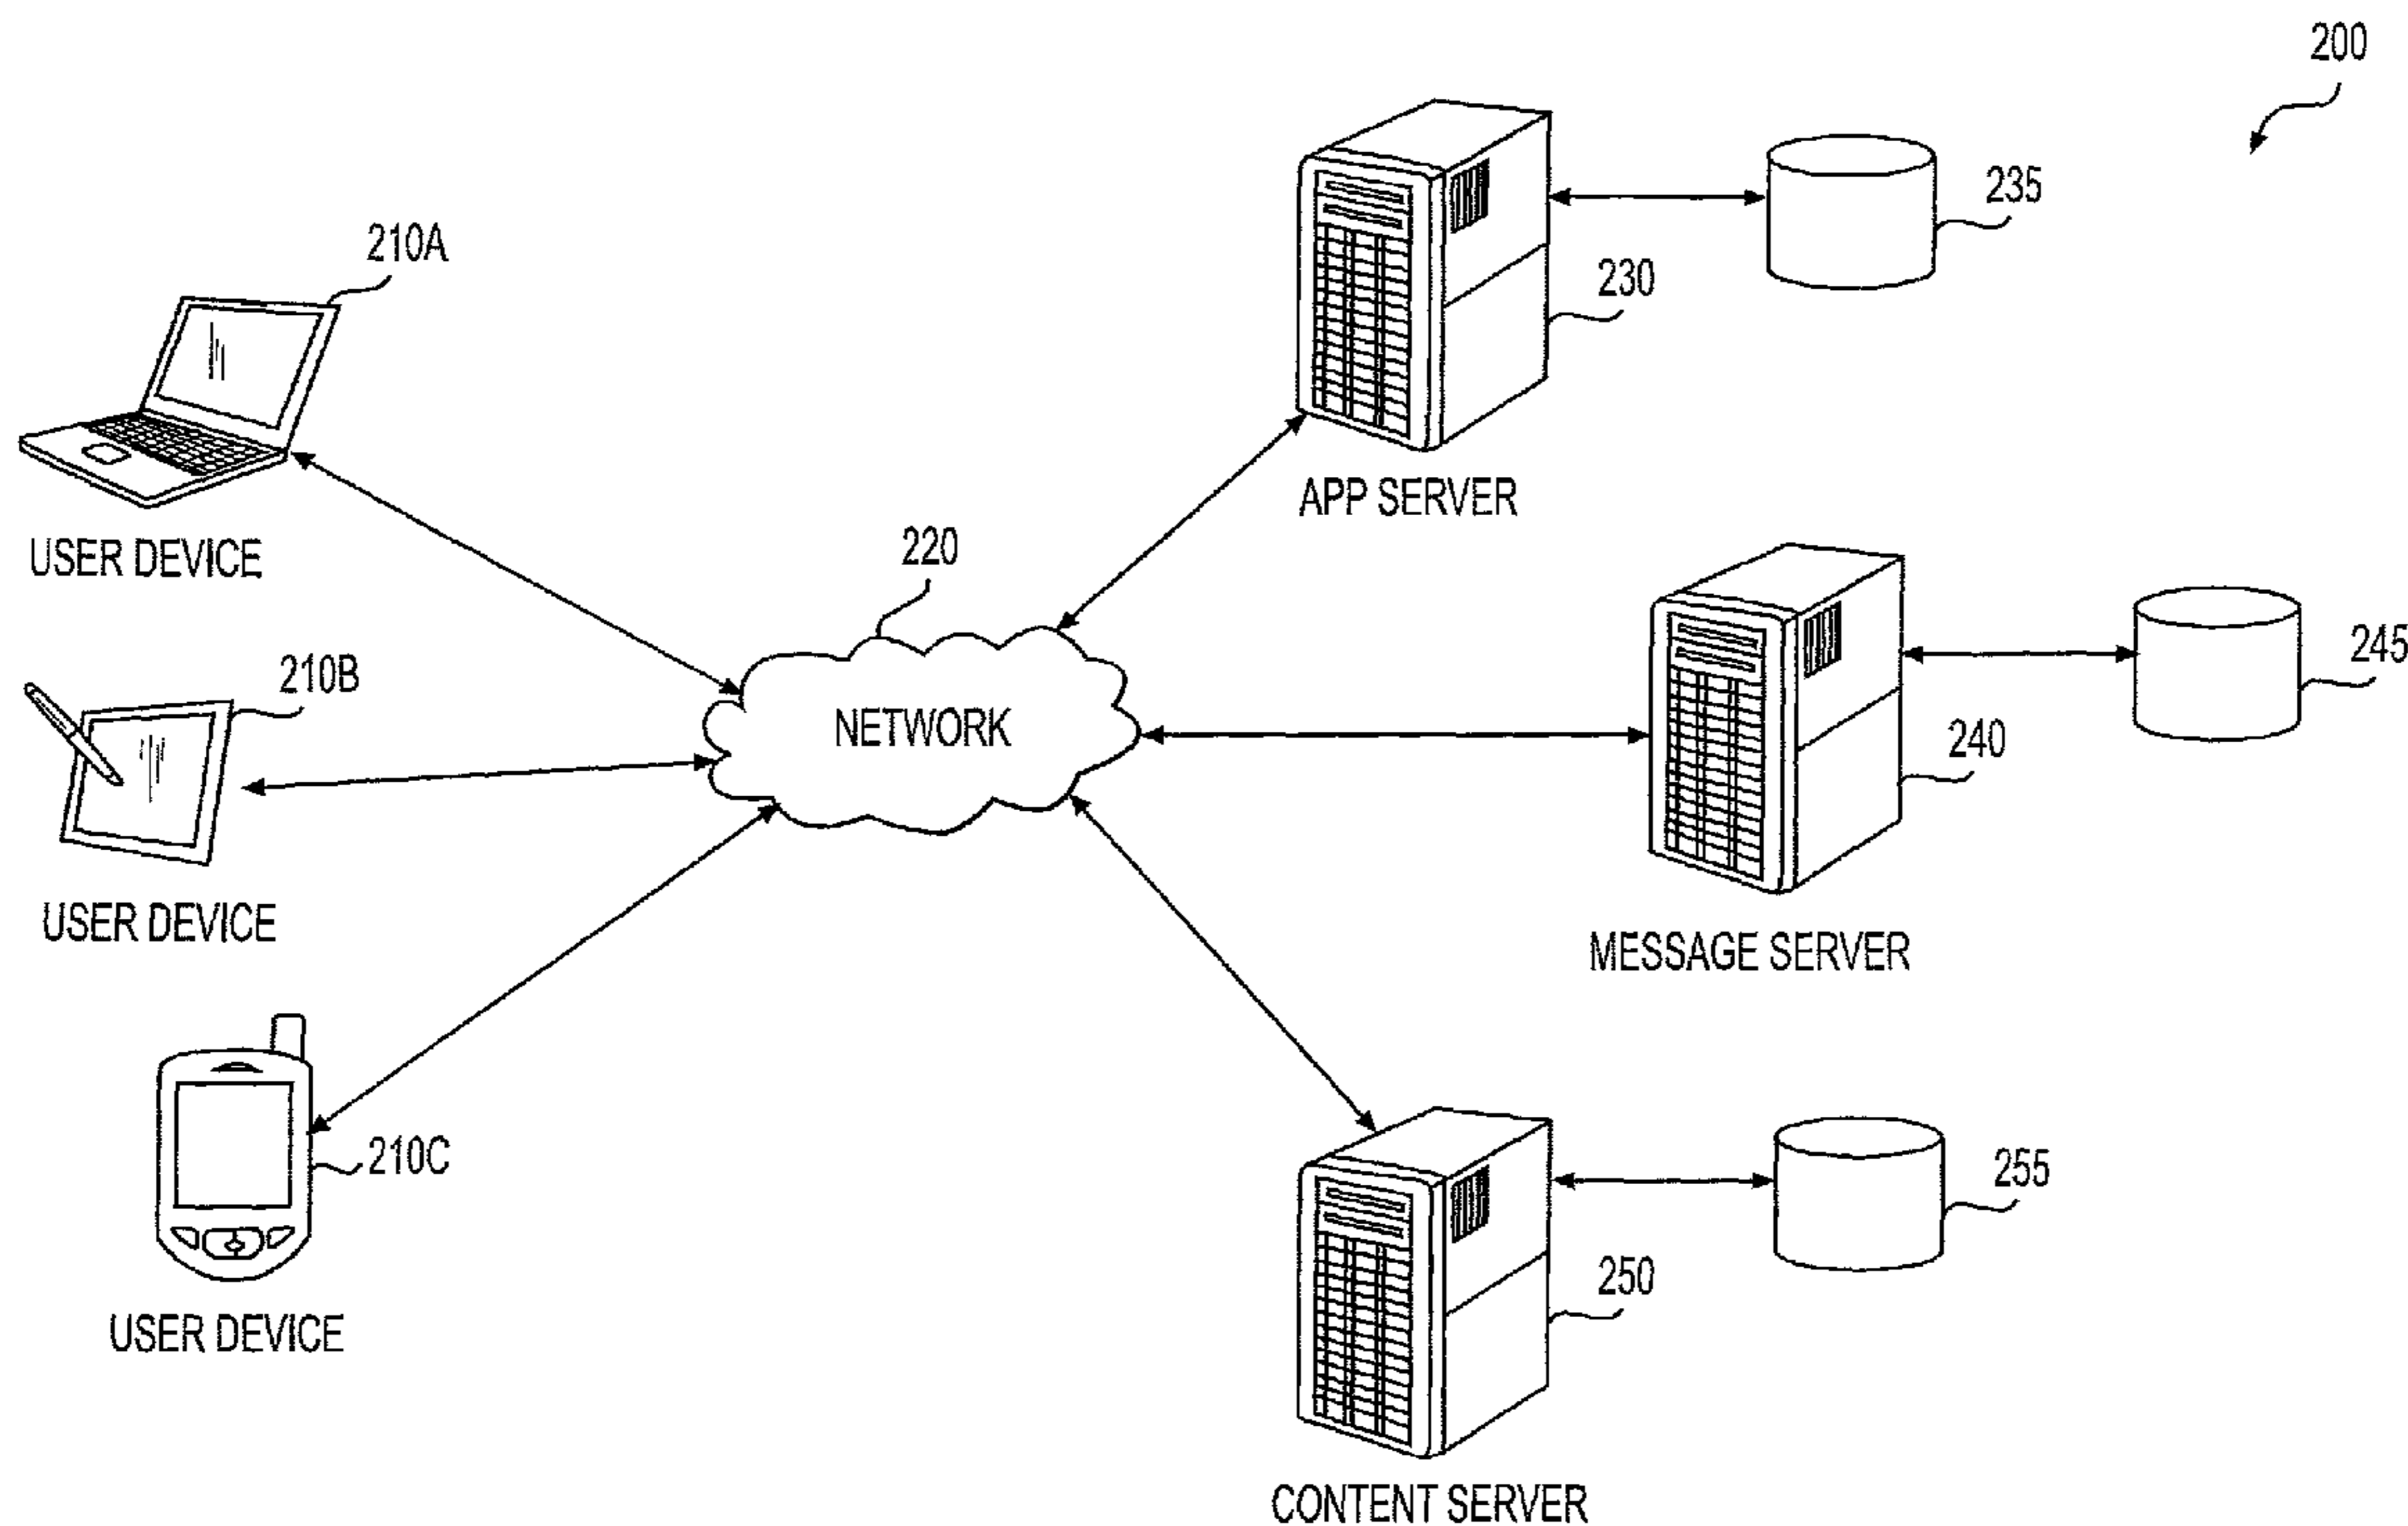 200
235
210A
230
APP SERVER
USER DEVICE
220
245
210B
NETWORK
240
USER DEVICE
MESSAGE SERVER
210C
255
250
USER DEVICE
CONTENT SERVER